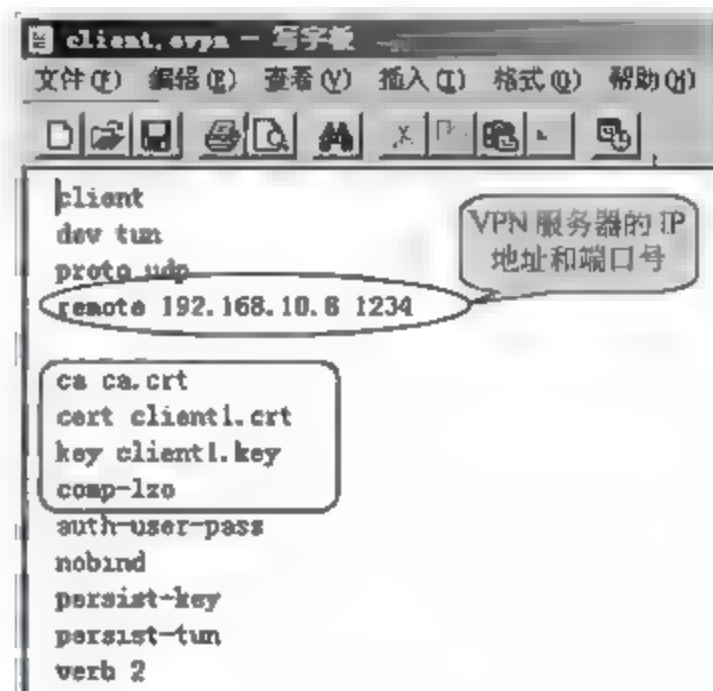 client.ovpn - 写字板
文件(F) 编辑(E) 查看(V) 插入(I) 格式(O) 帮助(H)
client
dev tun
proto udp
remote 192.168.10.8 1234
VPN 服务器的 IP
地址和端口号
ca ca.crt
cert client1.crt
key client1.key
comp-lzo
auth-user-pass
nobind
persist-key
persist-tun
verb 2